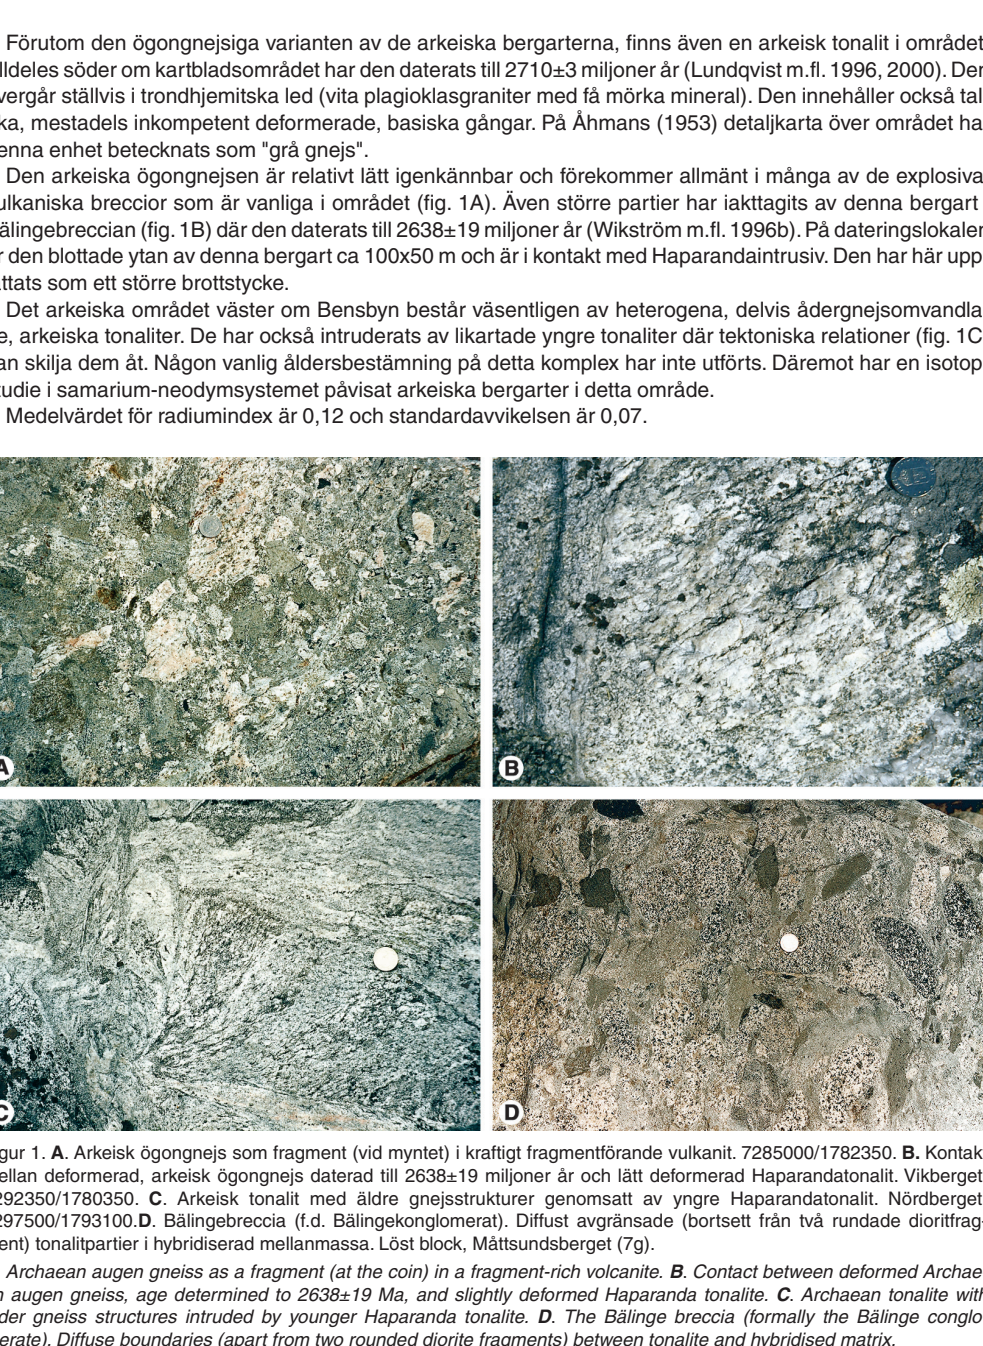 Förutom den ögongnejsiga varianten av de arkeiska bergarterna, finns även en arkeisk tonalit i området
lldeles söder om kartbladsområdet har den daterats till 2710±3 miljoner år (Lundqvist m.fl. 1996, 2000). Den
vergår ställvis i trondhjemitska led (vita plagioklasgraniter med få mörka mineral). Den innehåller också tal
ka, mestadels inkompetent deformerade, basiska gångar. På Åhmans (1953) detaljkarta över området ha
enna enhet betecknats som "grå gnejs".
Den arkeiska ögongnejsen är relativt lätt igenkännbar och förekommer allmänt i många av de explosiva
ulkaniska breccior som är vanliga i området (fig. 1A). Även större partier har iakttagits av denna bergart
älingebreccian (fig. 1B) där den daterats till 2638±19 miljoner år (Wikström m.fl. 1996b). På dateringslokaler
r den blottade ytan av denna bergart ca 100x50 m och är i kontakt med Haparandaintrusiv. Den har här upp
attats som ett större brottstycke.
Det arkeiska området väster om Bensbyn består väsentligen av heterogena, delvis ådergnejsomvandla
e, arkeiska tonaliter. De har också intruderats av likartade yngre tonaliter där tektoniska relationer (fig. 1C
an skilja dem åt. Någon vanlig åldersbestämning på detta komplex har inte utförts. Däremot har en isotop
tudie i samarium-neodymsystemet påvisat arkeiska bergarter i detta område.
Medelvärdet för radiumindex är 0,12 och standardavvikelsen är 0,07.
A
B
C
D
gur 1. A. Arkeisk ögongnejs som fragment (vid myntet) i kraftigt fragmentförande vulkanit. 7285000/1782350. B. Kontak
ellan deformerad, arkeisk ögongnejs daterad till 2638±19 miljoner år och lätt deformerad Haparandatonalit. Vikberget
292350/1780350. C. Arkeisk tonalit med äldre gnejsstrukturer genomsatt av yngre Haparandatonalit. Nördberget
297500/1793100.D. Bälingebreccia (f.d. Bälingekonglomerat). Diffust avgränsade (bortsett från två rundade dioritfrag-
ent) tonalitpartier i hybridiserad mellanmassa. Löst block, Måttsundsberget (7g).
Archaean augen gneiss as a fragment (at the coin) in a fragment-rich volcanite. B. Contact between deformed Archae
n augen gneiss, age determined to 2638±19 Ma, and slightly deformed Haparanda tonalite. C. Archaean tonalite with
der gneiss structures intruded by younger Haparanda tonalite. D. The Bälinge breccia (formally the Bälinge conglo
erate). Diffuse boundaries (apart from two rounded diorite fragments) between tonalite and hybridised matrix.